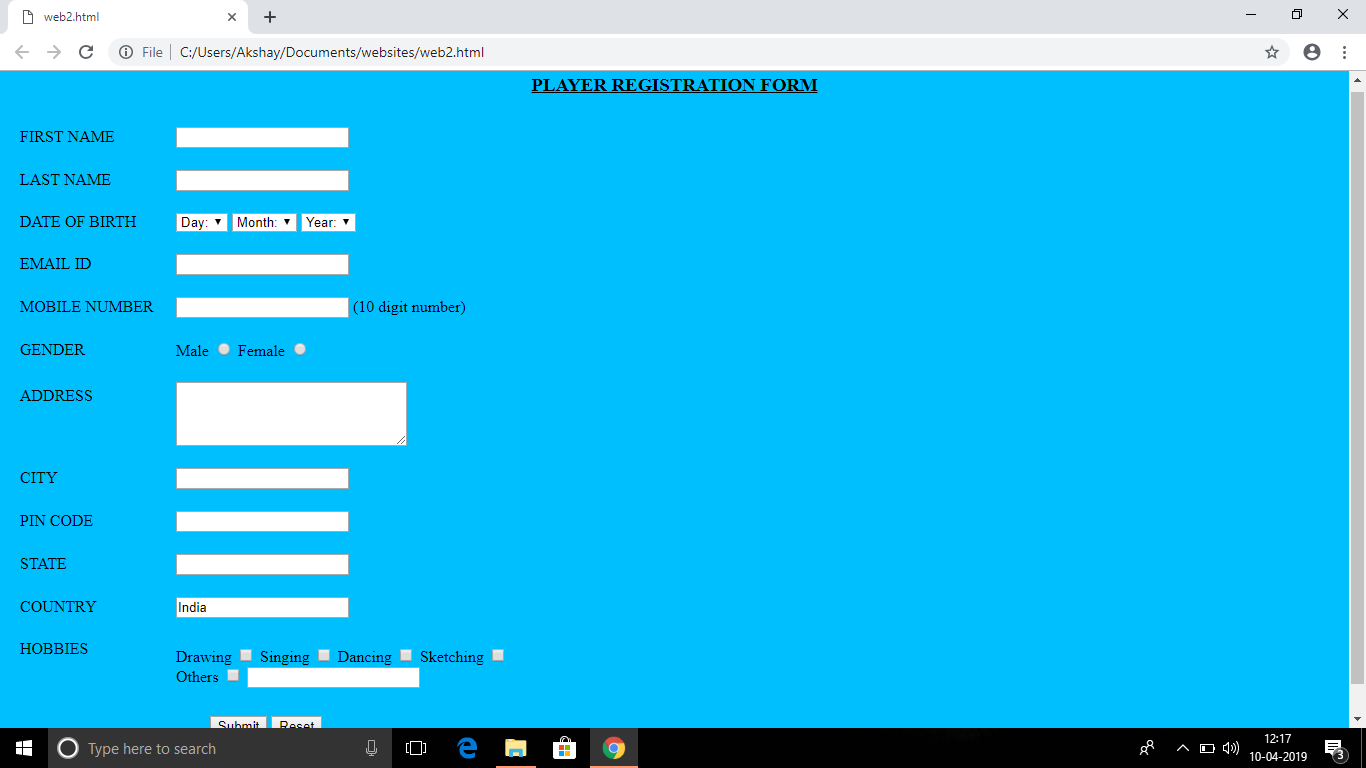 web2.html
File C:/Users/Akshay/Documents/websites/web2.html
PLAYER REGISTRATION FORM
FIRST NAME
LAST NAME
DATE OF BIRTH Day: Month: Year:
EMAIL ID
MOBILE NUMBER (10 digit number)
GENDER Male Female
ADDRESS
CITY
PIN CODE
STATE
COUNTRY India
HOBBIES
Drawing Singing Dancing Sketching
Others
Submit Reset
Type here to search
12:17
10-04-2019
3